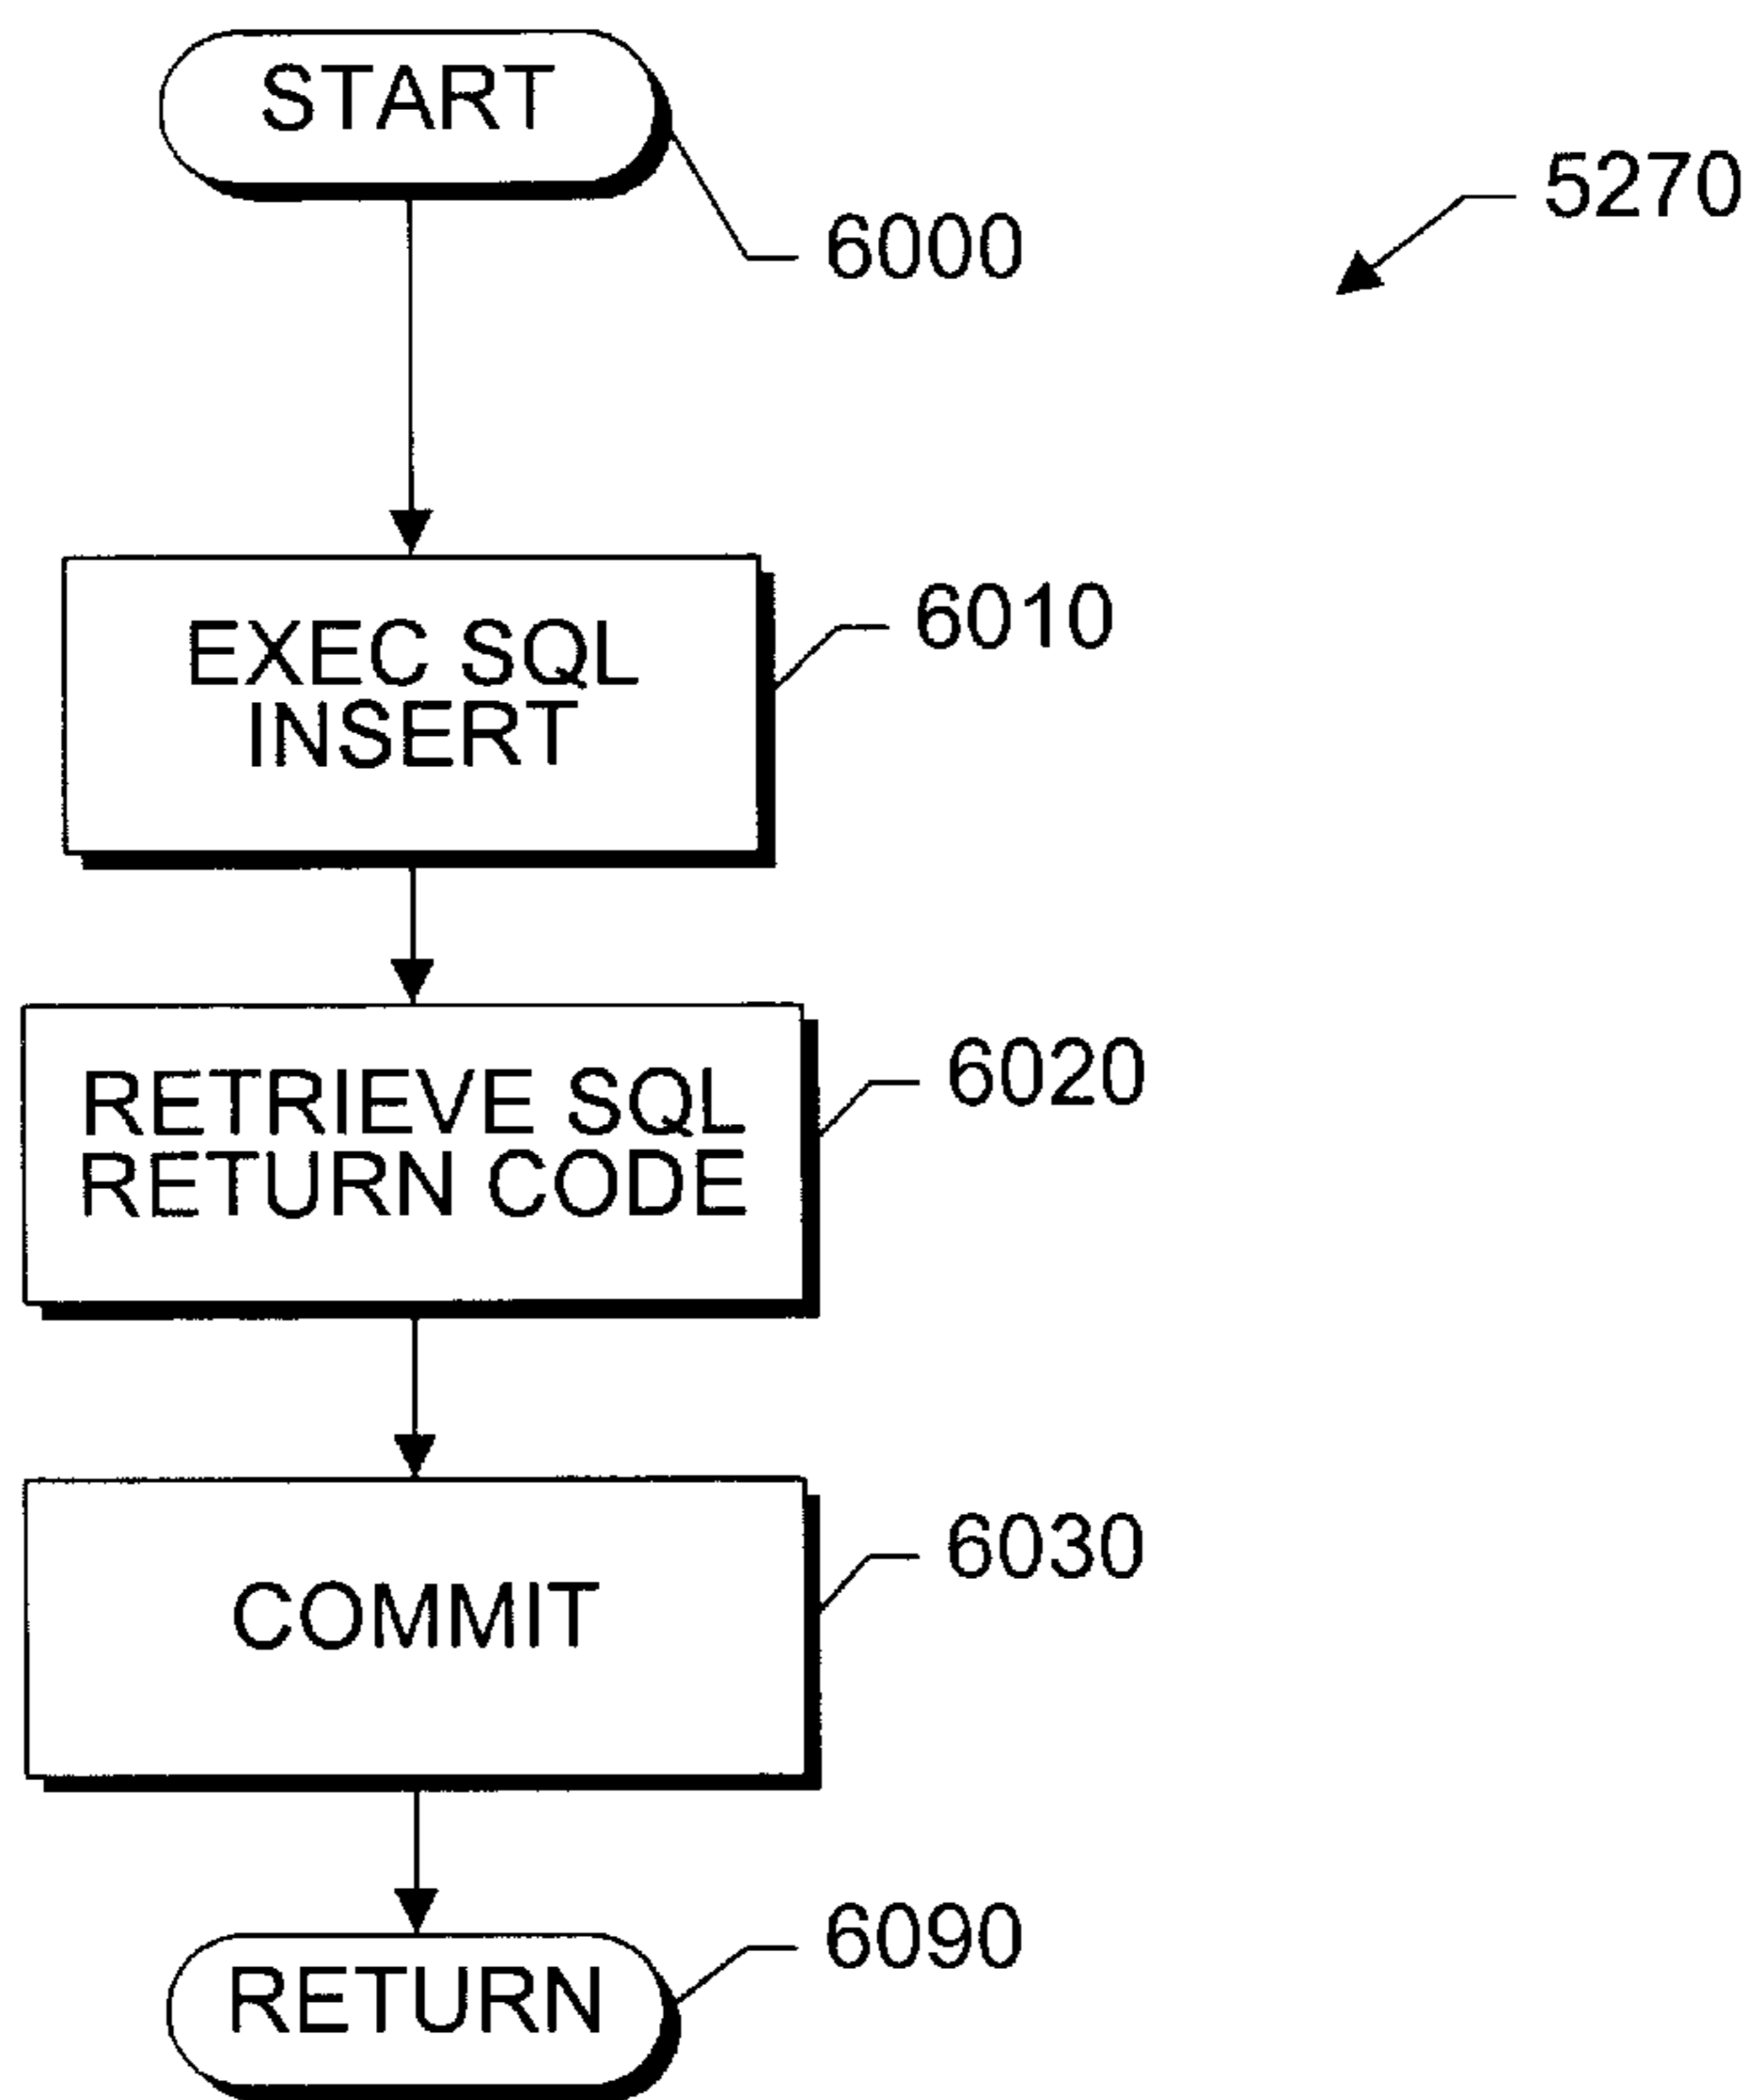 START
5270
6000
EXEC SQL
INSERT
6010
RETRIEVE SQL
RETURN CODE
6020
COMMIT
6030
RETURN
6090